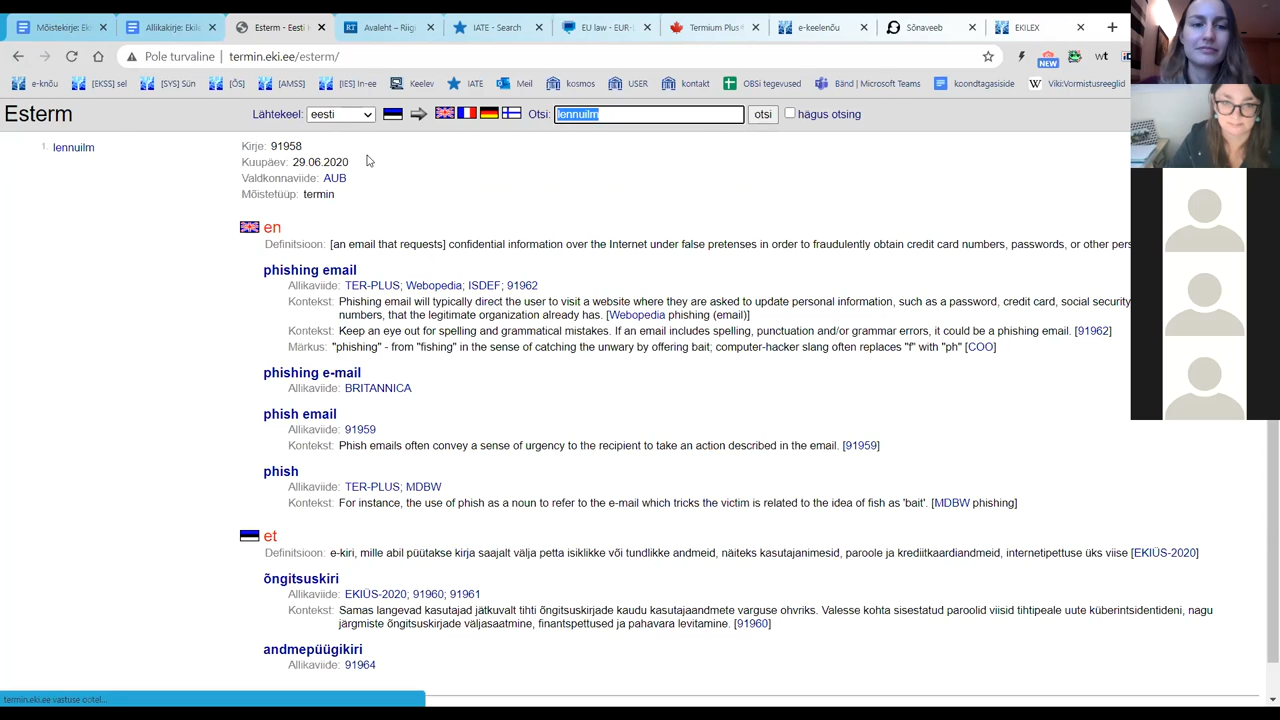 Mõistekirje: Ek
Allikakirje: Ekile
Esterm - Eesti k
Avaleht – Riigi
IATE - Search
EU law - EUR-
Termium Plus®
e-keelenõu
Sõnaveeb
EKILEX
Pole turvaline
termin.eki.ee/esterm/
NEW
wt
e-knõu
[EKSS] sel
[SYS] Sün
[ÕS]
[AMSS]
[IES] in-ee
Keelev
IATE
Meil
kosmos
USER
kontakt
OBSi tegevused
Bänd | Microsoft Teams
koondtagasiside
Viki:Vormistusreeglid
Esterm
Lähtekeel:
eesti
Otsi:
lennuilm
otsi
hägus otsing
1. lennuilm
Kirje: 91958
Kuupäev: 29.06.2020
Valdkonnaviide: AUB
Mõistetüüp: termin
en
Definitsioon: [an email that requests] confidential information over the Internet under false pretenses in order to fraudulently obtain credit card numbers, passwords, or other pers
phishing email
Allikaviide: TER-PLUS; Webopedia; ISDEF; 91962
Kontekst: Phishing email will typically direct the user to visit a website where they are asked to update personal information, such as a password, credit card, social security
numbers, that the legitimate organization already has. [Webopedia phishing (email)]
Kontekst: Keep an eye out for spelling and grammatical mistakes. If an email includes spelling, punctuation and/or grammar errors, it could be a phishing email. [91962]
Märkus: "phishing" - from "fishing" in the sense of catching the unwary by offering bait; computer-hacker slang often replaces "f" with "ph" [COO]
phishing e-mail
Allikaviide: BRITANNICA
phish email
Allikaviide: 91959
Kontekst: Phish emails often convey a sense of urgency to the recipient to take an action described in the email. [91959]
phish
Allikaviide: TER-PLUS; MDBW
Kontekst: For instance, the use of phish as a noun to refer to the e-mail which tricks the victim is related to the idea of fish as 'bait'. [MDBW phishing]
et
Definitsioon: e-kiri, mille abil püütakse kirja saajalt välja petta isiklikke või tundlikke andmeid, näiteks kasutajanimesid, paroole ja krediitkaardiandmeid, internetipettuse üks viise [EKIÜS-2020]
õngitsuskiri
Allikaviide: EKIÜS-2020; 91960; 91961
Kontekst: Samas langevad kasutajad jätkuvalt tihti õngitsuskirjade kaudu kasutajaandmete varguse ohvriks. Valesse kohta sisestatud paroolid viisid tihtipeale uute küberintsidentideni, nagu
järgmiste õngitsuskirjade väljasaatmine, finantspettused ja pahavara levitamine. [91960]
andmepüügikiri
Allikaviide: 91964
termin.eki.ee vastuse ootel...